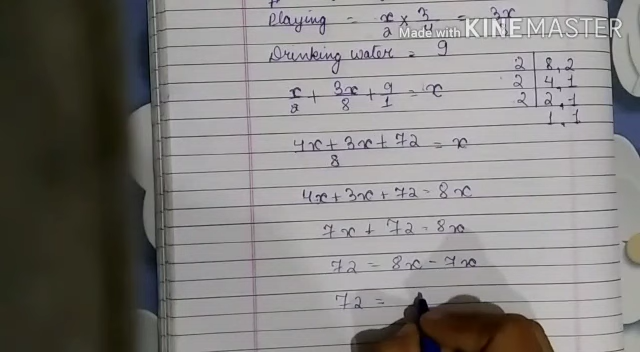 Playing = x/2 × 3/4 = 3x
Made with KINEMASTER
Drinking water = 9
x/2 + 3x/8 + 9/1 = x
2 | 8, 2
2 | 4, 1
2 | 2, 1
1, 1
4x + 3x + 72 / 8 = x
4x + 3x + 72 = 8x
7x + 72 = 8x
72 = 8x - 7x
72 =